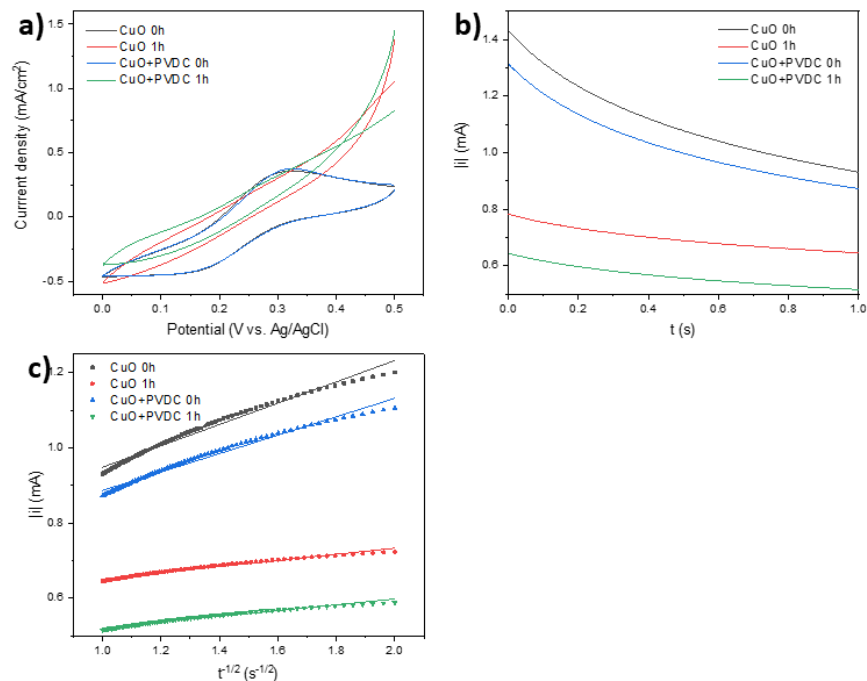 a)
CuO 0h
CuO 1h
CuO+PVDC 0h
CuO+PVDC 1h
1.5
1.0
0.5
0.0
-0.5
Currrent density (mA/cm²)
0.0 0.1 0.2 0.3 0.4 0.5
Potential (V vs. Ag/AgCl)
b)
CuO 0h
CuO 1h
CuO+PVDC 0h
CuO+PVDC 1h
1.4
1.2
1.0
0.8
0.6
|i| (mA)
0.0 0.2 0.4 0.6 0.8 1.0
t (s)
c)
CuO 0h
CuO 1h
CuO+PVDC 0h
CuO+PVDC 1h
1.2
1.0
0.8
0.6
|i| (mA)
1.0 1.2 1.4 1.6 1.8 2.0
t⁻¹/² (s⁻¹/²)